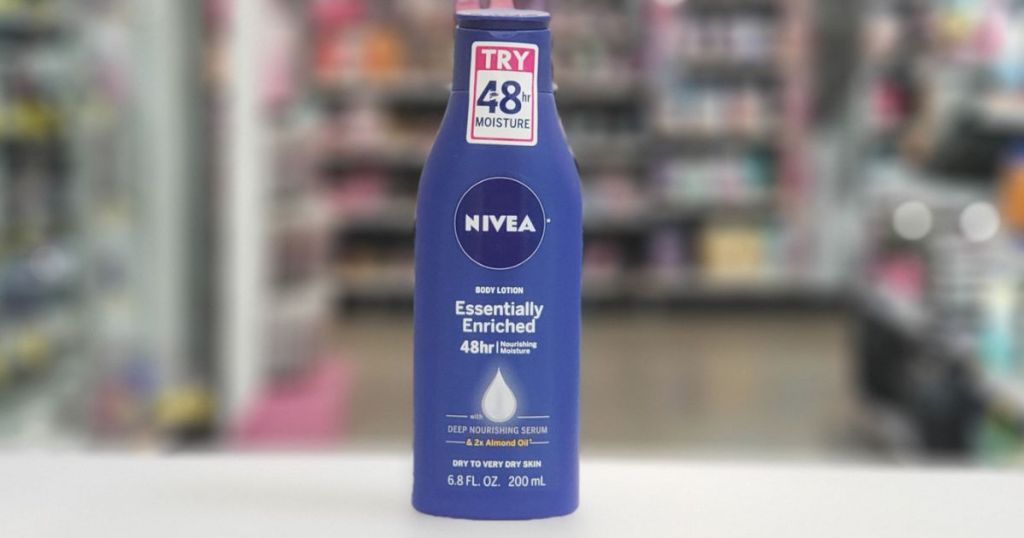 TRY
48hr
MOISTURE
NIVEA
BODY LOTION
Essentially
Enriched
48hr | Nourishing
Moisture
with
DEEP NOURISHING SERUM
& 2x Almond Oil
DRY TO VERY DRY SKIN
6.8 FL. OZ. 200 mL